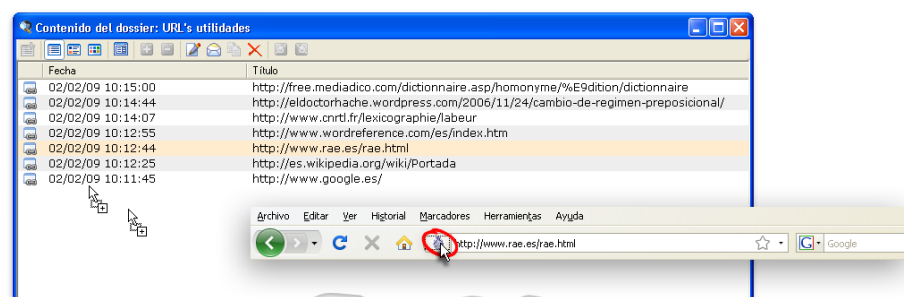 Contenido del dossier: URL's utilidades
Fecha Título
02/02/09 10:15:00 http://free.mediadico.com/dictionnaire.asp/homonyme/%E9dition/dictionnaire
02/02/09 10:14:44 http://eldoctorhache.wordpress.com/2006/11/24/cambio-de-regimen-preposicional/
02/02/09 10:14:07 http://www.cnrtl.fr/lexicographie/labeur
02/02/09 10:12:55 http://www.wordreference.com/es/index.htm
02/02/09 10:12:44 http://www.rae.es/rae.html
02/02/09 10:12:25 http://es.wikipedia.org/wiki/Portada
02/02/09 10:11:45 http://www.google.es/
Archivo Editar Ver Historial Marcadores Herramientas Ayuda
http://www.rae.es/rae.html G Google